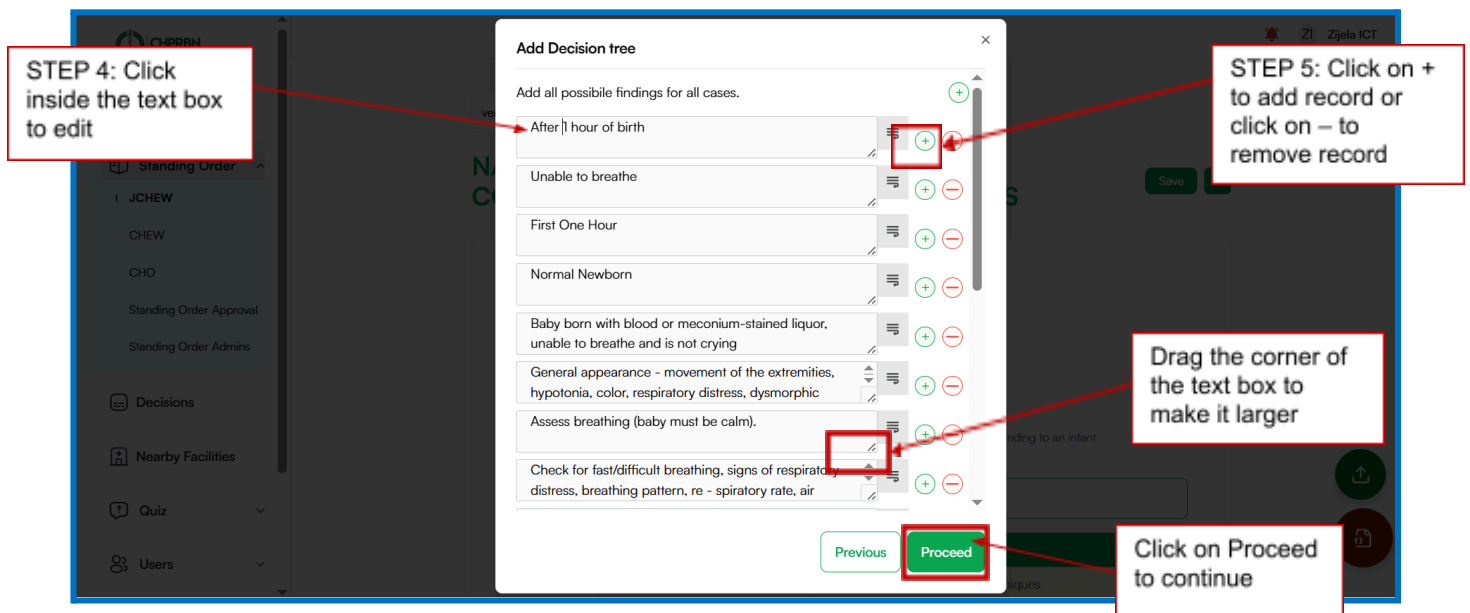 CHPRBN
ZI Zijela ICT
STEP 4: Click
inside the text box
to edit
STEP 5: Click on +
to add record or
click on – to
remove record
Standing Order
JCHEW
CHEW
CHO
Standing Order Approval
Standing Order Admins
Decisions
Nearby Facilities
Quiz
Users
Save
Add Decision tree
×
Add all possibile findings for all cases.
After 1 hour of birth
Unable to breathe
First One Hour
Normal Newborn
Baby born with blood or meconium-stained liquor,
unable to breathe and is not crying
General appearance - movement of the extremities,
hypotonia, color, respiratory distress, dysmorphic
Assess breathing (baby must be calm).
Check for fast/difficult breathing, signs of respiratory
distress, breathing pattern, re - spiratory rate, air
Previous
Proceed
Drag the corner of
the text box to
make it larger
nding to an infant
Click on Proceed
to continue
niques